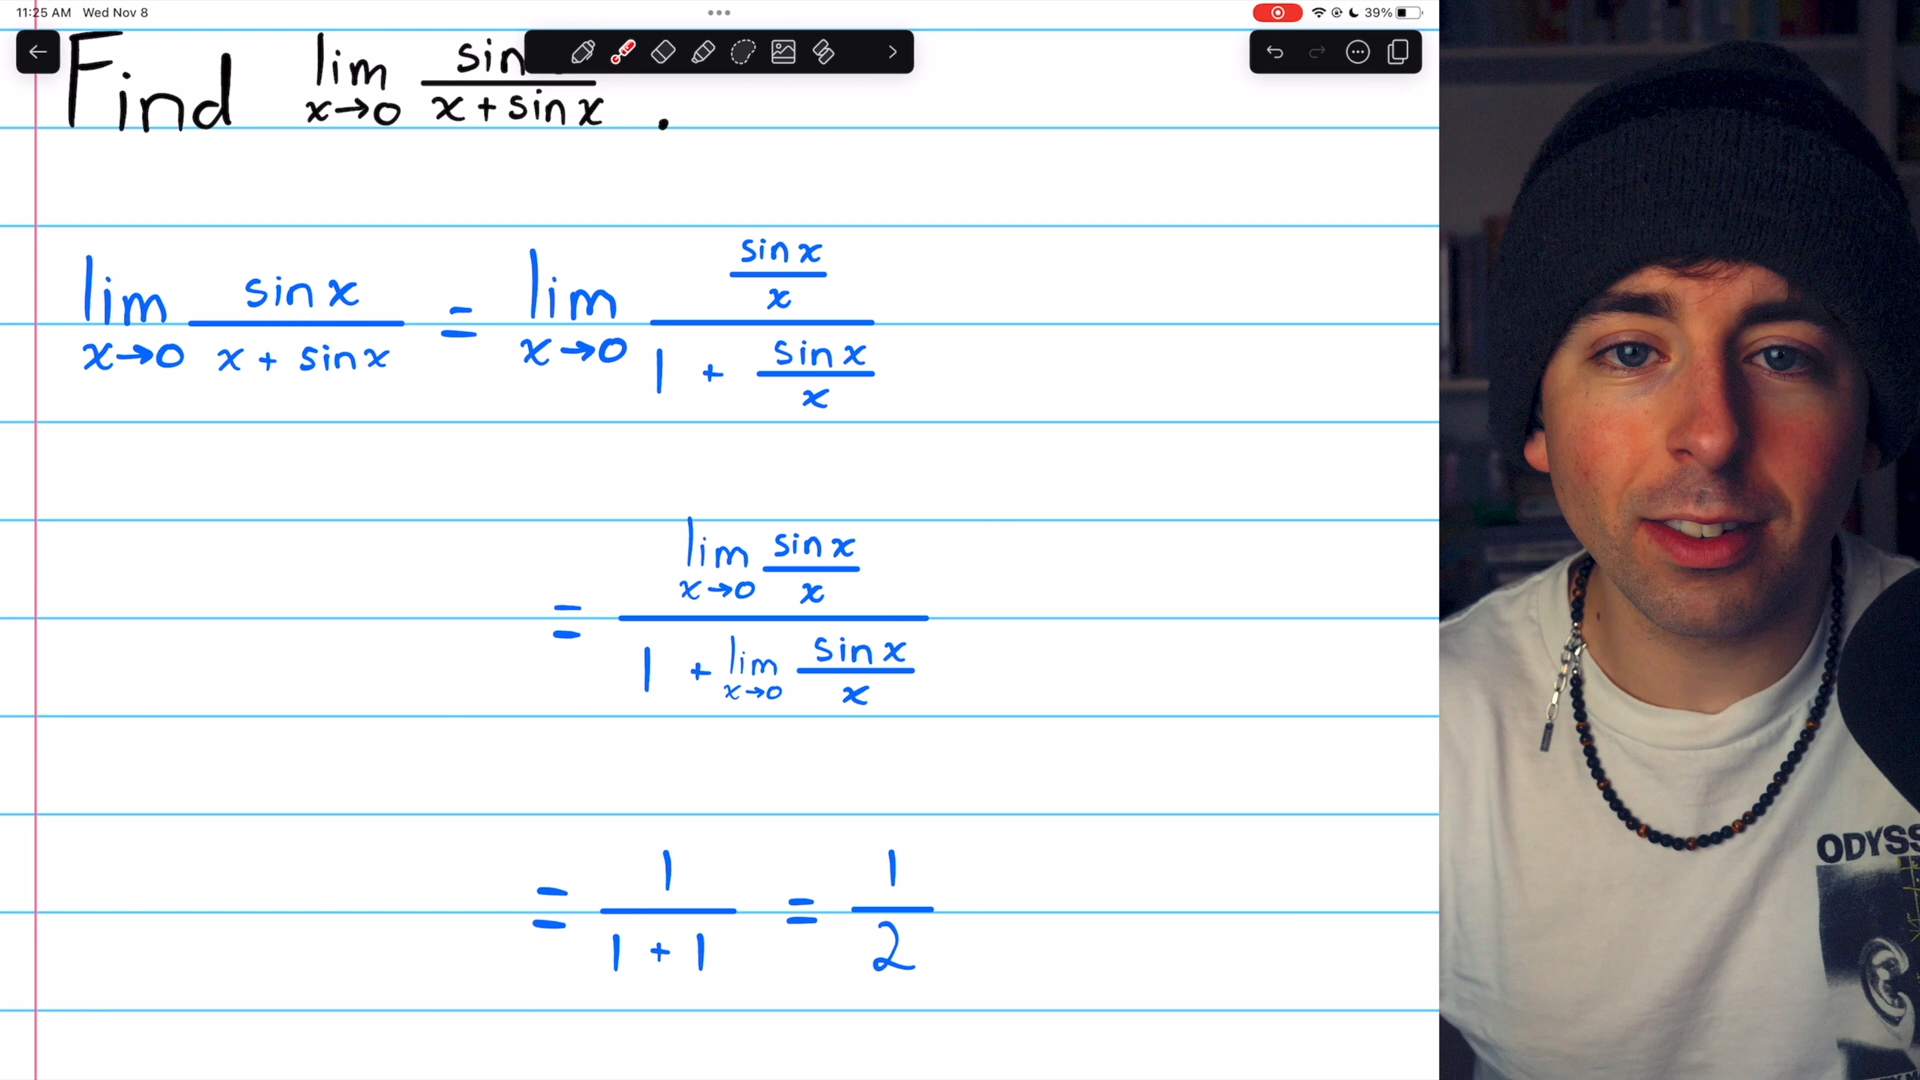 11:25 AM Wed Nov 8
39%
Find lim x→0 sin / x + sin x .
lim x→0 sin x / x + sin x = lim x→0 sin x / x / 1 + sin x / x
= lim x→0 sin x / x / 1 + lim x→0 sin x / x
= 1 / 1 + 1 = 1 / 2
ODYSS